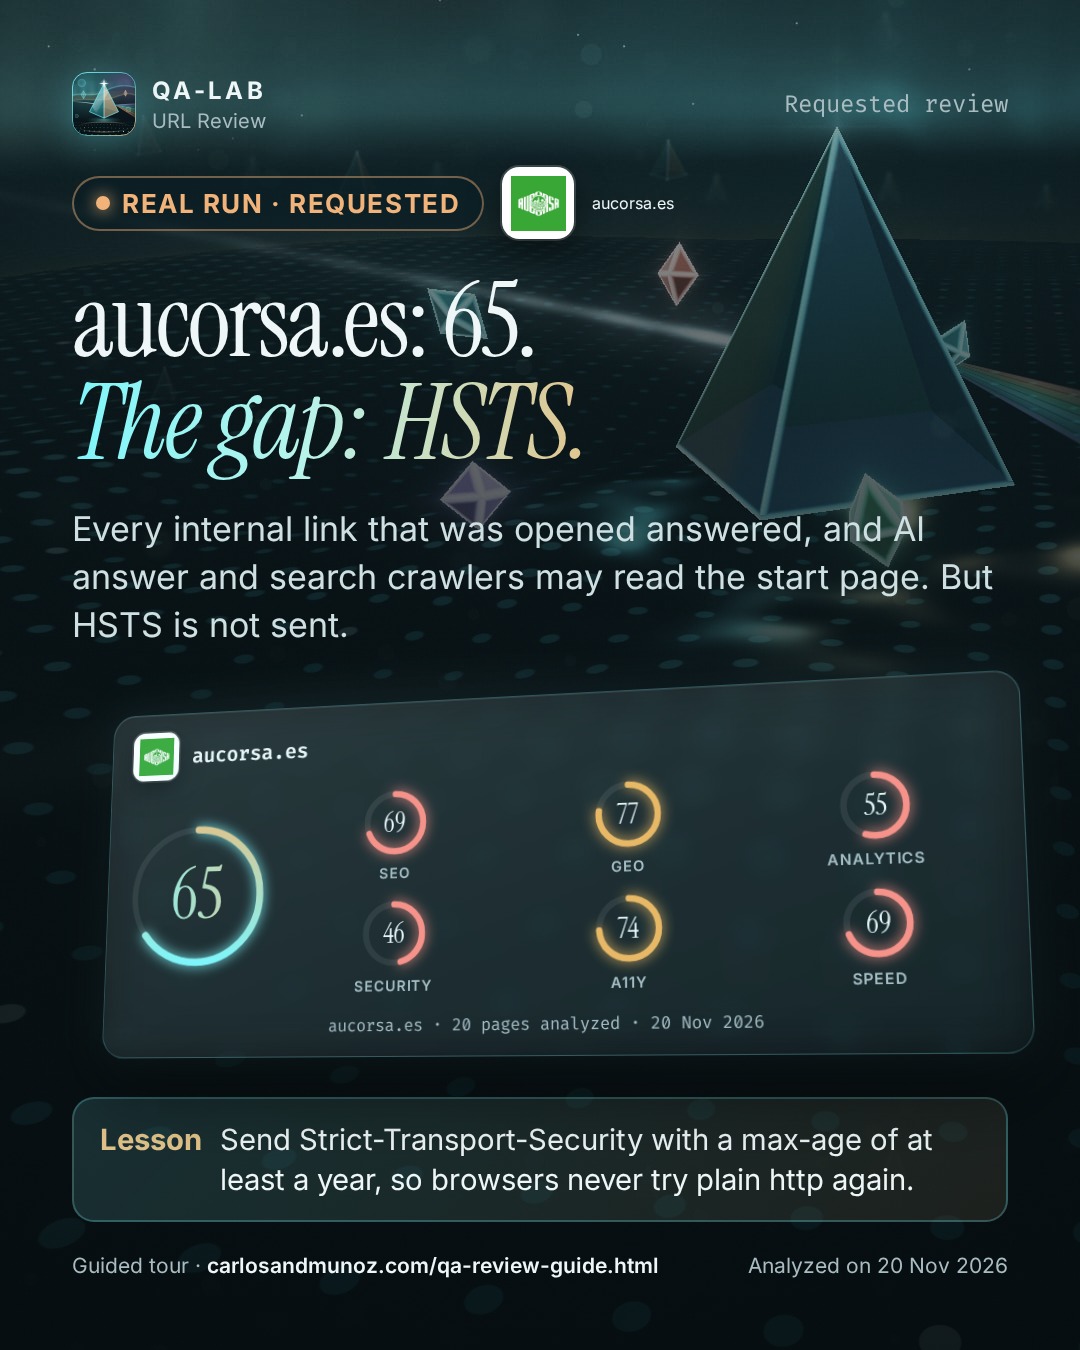 QA-LAB
URL Review
Requested review
REAL RUN · REQUESTED
AUCORSA
aucorsa.es
aucorsa.es: 65.
The gap: HSTS.
Every internal link that was opened answered, and AI
answer and search crawlers may read the start page. But
HSTS is not sent.
aucorsa.es
65
69
SEO
77
GEO
55
ANALYTICS
46
SECURITY
74
A11Y
69
SPEED
aucorsa.es · 20 pages analyzed · 20 Nov 2026
Lesson Send Strict-Transport-Security with a max-age of at
least a year, so browsers never try plain http again.
Guided tour · carlosandmunoz.com/qa-review-guide.html
Analyzed on 20 Nov 2026